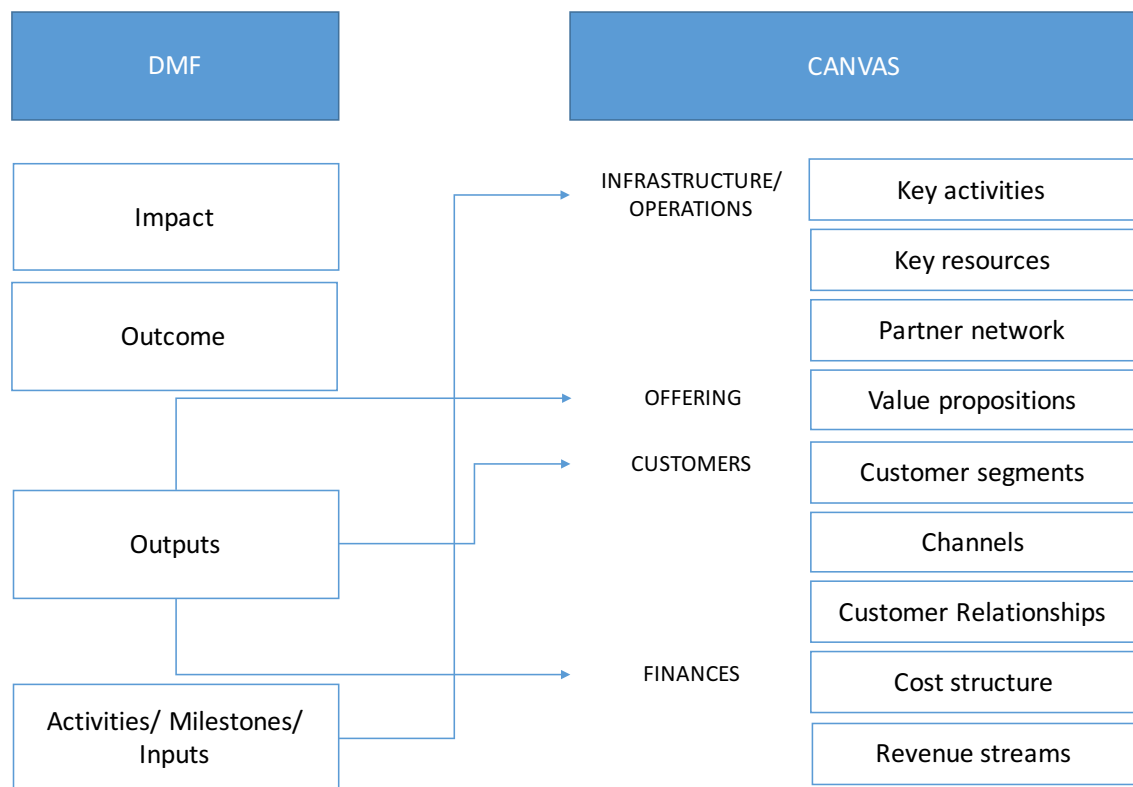 DMF
CANVAS
Impact
Outcome
Outputs
Activities/ Milestones/
Inputs
INFRASTRUCTURE/
OPERATIONS
OFFERING
CUSTOMERS
FINANCES
Key activities
Key resources
Partner network
Value propositions
Customer segments
Channels
Customer Relationships
Cost structure
Revenue streams